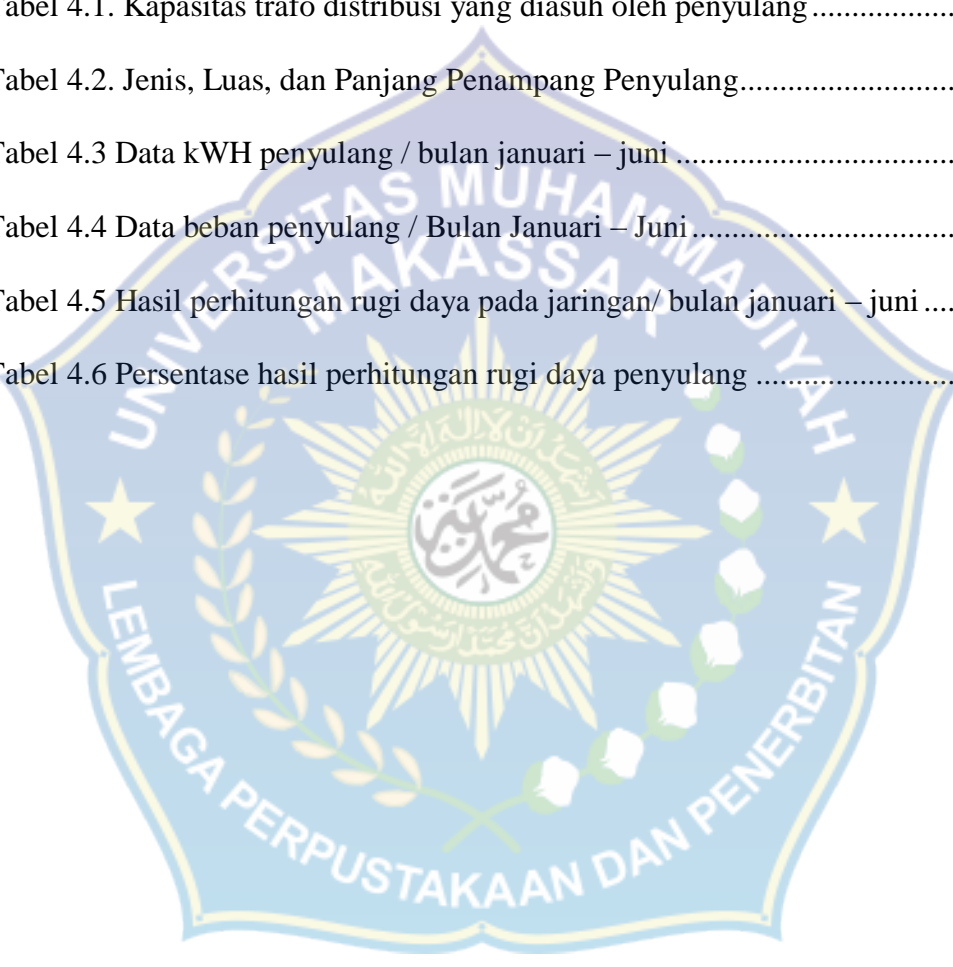 Tabel 4.1. Kapasitas trafo distribusi yang diasuh oleh penyulang....................
Tabel 4.2. Jenis, Luas, dan Panjang Penampang Penyulang.........................
Tabel 4.3 Data kWH penyulang / bulan januari – juni ................................
Tabel 4.4 Data beban penyulang / Bulan Januari – Juni..............................
Tabel 4.5 Hasil perhitungan rugi daya pada jaringan/ bulan januari – juni ....
Tabel 4.6 Persentase hasil perhitungan rugi daya penyulang ........................
UNIVERSITAS MUHAMMADIYAH
MAKASSAR
LEMBAGA PERPUSTAKAAN DAN PENERBITAN